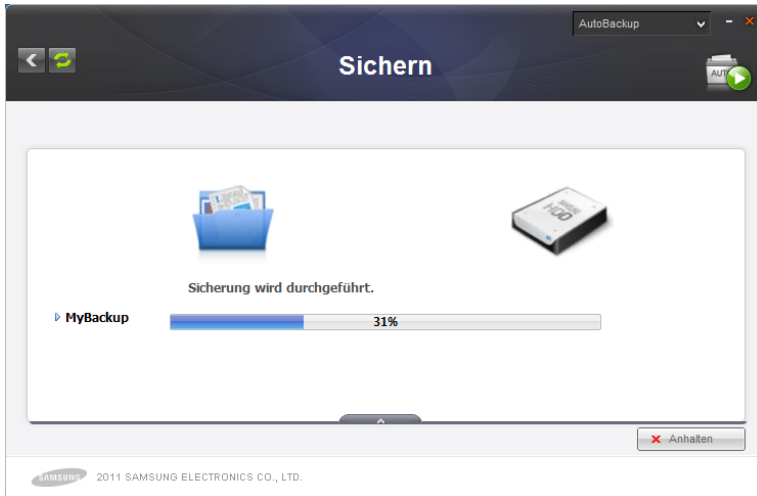 AutoBackup
Sichern
AUTO
SAMSUNG
HDD
Sicherung wird durchgeführt.
MyBackup
31%
Anhalten
SAMSUNG 2011 SAMSUNG ELECTRONICS CO., LTD.